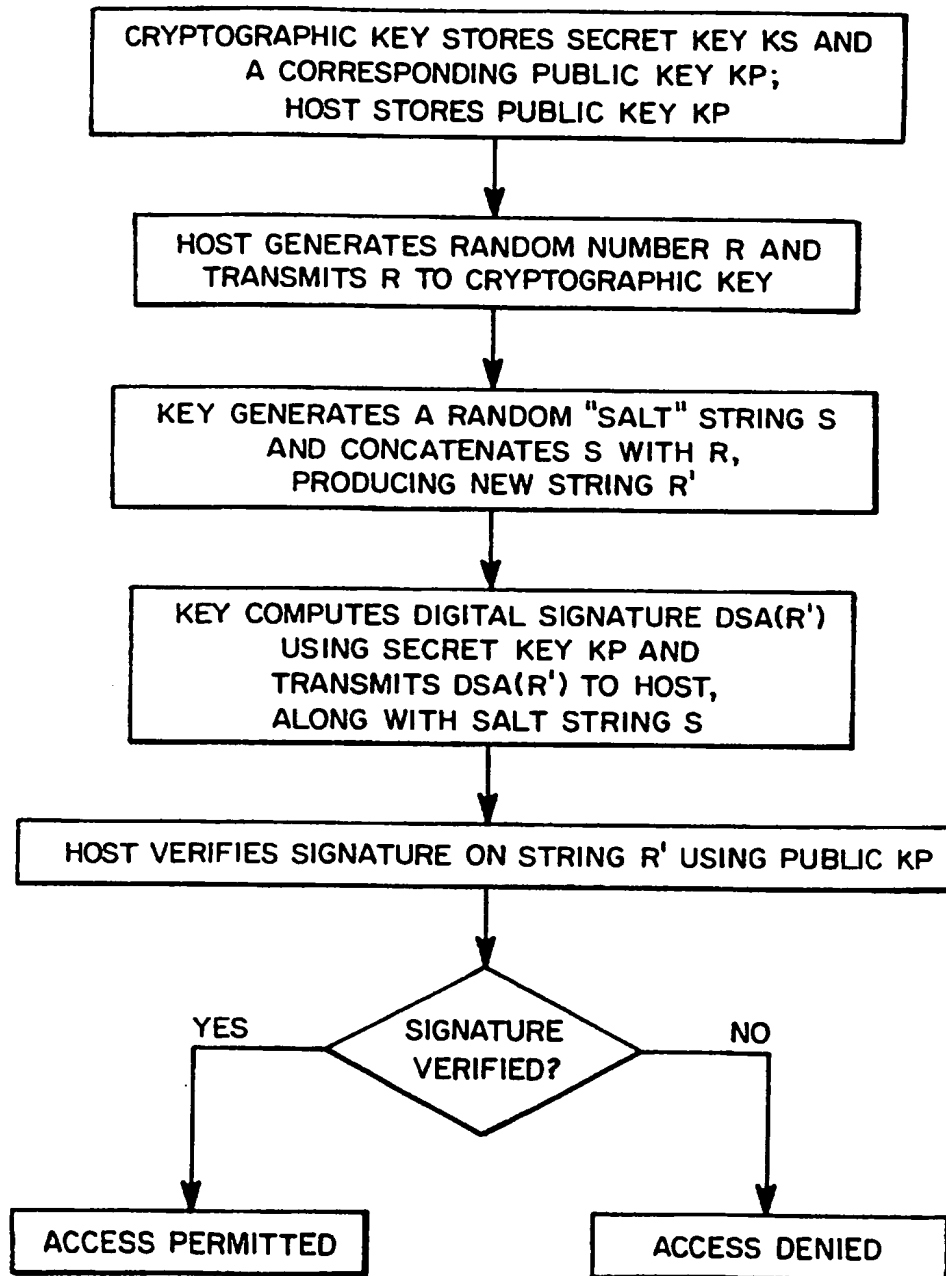 CRYPTOGRAPHIC KEY STORES SECRET KEY KS AND
A CORRESPONDING PUBLIC KEY KP;
HOST STORES PUBLIC KEY KP
HOST GENERATES RANDOM NUMBER R AND
TRANSMITS R TO CRYPTOGRAPHIC KEY
KEY GENERATES A RANDOM "SALT" STRING S
AND CONCATENATES S WITH R,
PRODUCING NEW STRING R'
KEY COMPUTES DIGITAL SIGNATURE DSA(R')
USING SECRET KEY KP AND
TRANSMITS DSA(R') TO HOST,
ALONG WITH SALT STRING S
HOST VERIFIES SIGNATURE ON STRING R' USING PUBLIC KP
SIGNATURE
VERIFIED?
YES
NO
ACCESS PERMITTED
ACCESS DENIED